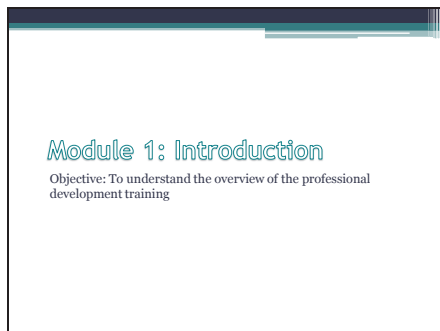 Module 1: Introduction
Objective: To understand the overview of the professional
development training